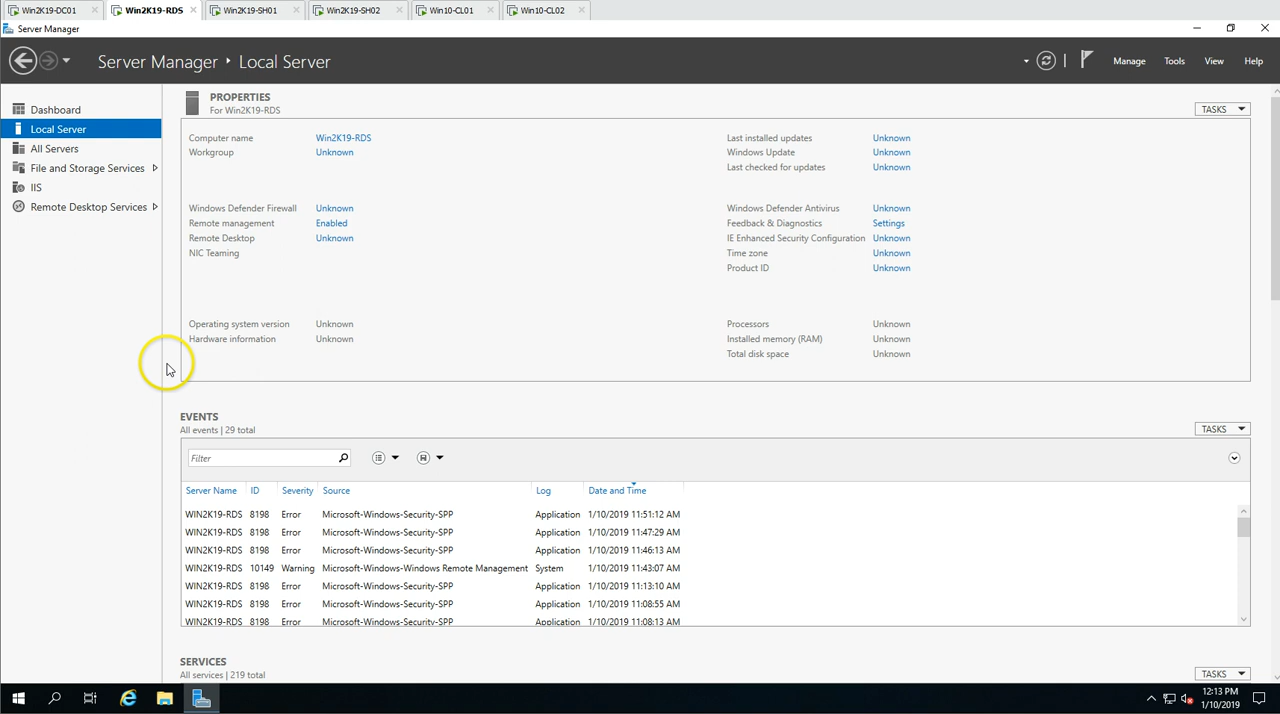 Win2K19-DC01
Win2K19-RDS
Win2K19-SH01
Win2K19-SH02
Win10-CL01
Win10-CL02
Server Manager
Server Manager ‣ Local Server
Manage
Tools
View
Help
Dashboard
Local Server
All Servers
File and Storage Services
IIS
Remote Desktop Services
PROPERTIES
For Win2K19-RDS
TASKS
Computer name Win2K19-RDS
Workgroup Unknown
Last installed updates Unknown
Windows Update Unknown
Last checked for updates Unknown
Windows Defender Firewall Unknown
Remote management Enabled
Remote Desktop Unknown
NIC Teaming
Windows Defender Antivirus Unknown
Feedback & Diagnostics Settings
IE Enhanced Security Configuration Unknown
Time zone Unknown
Product ID Unknown
Operating system version Unknown
Hardware information Unknown
Processors Unknown
Installed memory (RAM) Unknown
Total disk space Unknown
EVENTS
All events | 29 total
TASKS
Filter
Server Name ID Severity Source Log Date and Time
WIN2K19-RDS 8198 Error Microsoft-Windows-Security-SPP Application 1/10/2019 11:51:12 AM
WIN2K19-RDS 8198 Error Microsoft-Windows-Security-SPP Application 1/10/2019 11:47:29 AM
WIN2K19-RDS 8198 Error Microsoft-Windows-Security-SPP Application 1/10/2019 11:46:13 AM
WIN2K19-RDS 10149 Warning Microsoft-Windows-Windows Remote Management System 1/10/2019 11:43:07 AM
WIN2K19-RDS 8198 Error Microsoft-Windows-Security-SPP Application 1/10/2019 11:13:10 AM
WIN2K19-RDS 8198 Error Microsoft-Windows-Security-SPP Application 1/10/2019 11:08:55 AM
WIN2K19-RDS 8198 Error Microsoft-Windows-Security-SPP Application 1/10/2019 11:08:13 AM
SERVICES
All services | 219 total
TASKS
12:13 PM
1/10/2019